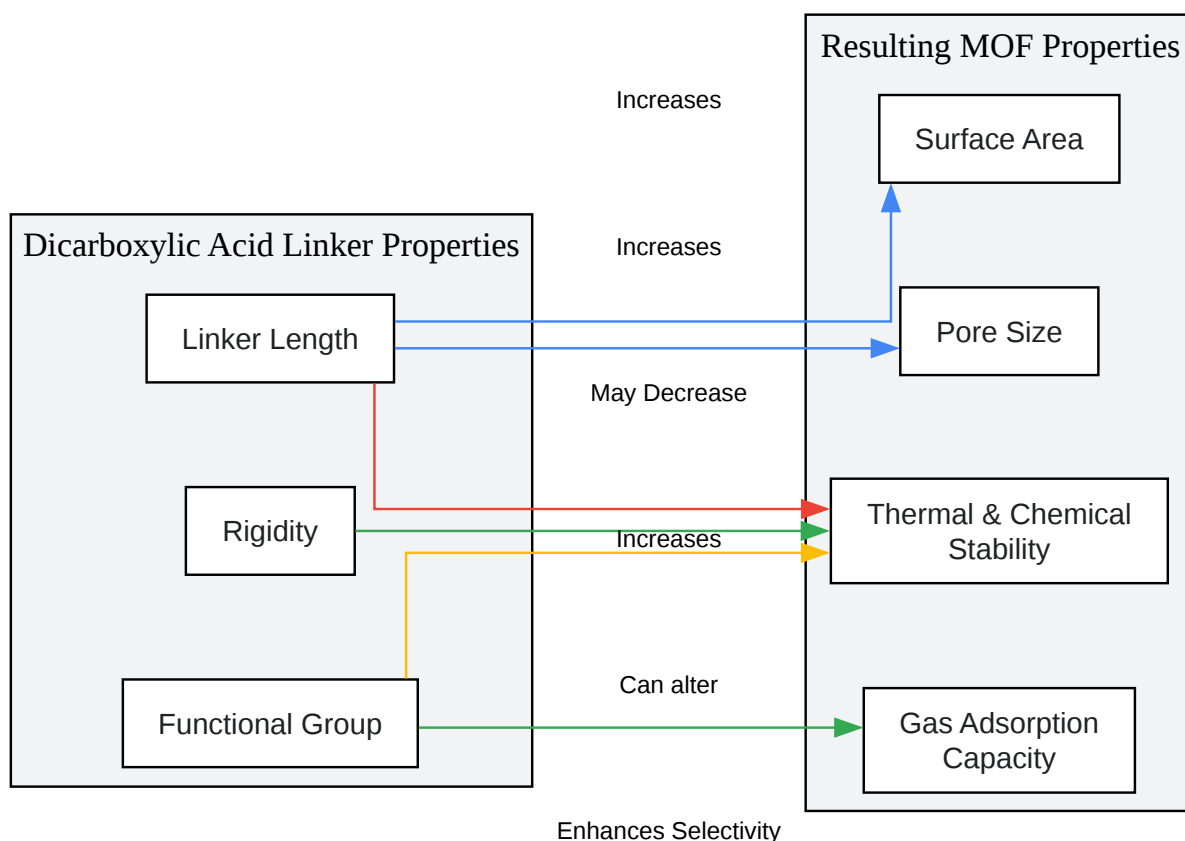 Dicarboxylic Acid Linker Properties
Linker Length
Rigidity
Functional Group
Increases
Increases
May Decrease
Increases
Can alter
Enhances Selectivity
Resulting MOF Properties
Surface Area
Pore Size
Thermal & Chemical
Stability
Gas Adsorption
Capacity